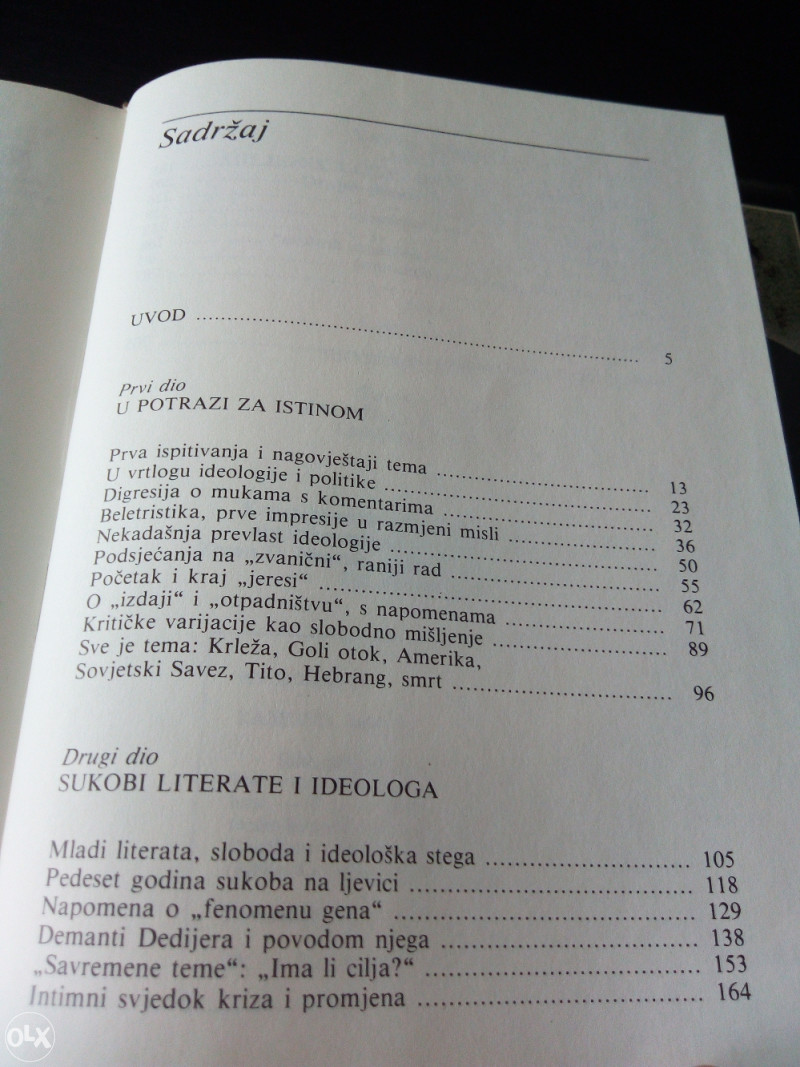 Sadržaj
UVOD ........................................ 5
Prvi dio
U POTRAZI ZA ISTINOM
Prva ispitivanja i nagovještaji tema ........................ 13
U vrtlogu ideologije i politike ........................ 23
Digresija o mukama s komentarima ........................ 32
Beletristika, prve impresije u razmjeni misli ........................ 36
Nekadašnja prevlast ideologije ........................ 50
Podsjećanja na „zvanični“, raniji rad ........................ 55
Početak i kraj „jeresi“ ........................ 62
O „izdaji“ i „otpadništvu“, s napomenama ........................ 71
Kritičke varijacije kao slobodno mišljenje ........................ 89
Sve je tema: Krleža, Goli otok, Amerika,
Sovjetski Savez, Tito, Hebrang, smrt ........................ 96
Drugi dio
SUKOBI LITERATE I IDEOLOGA
Mladi literata, sloboda i ideološka stega ........................ 105
Pedeset godina sukoba na ljevici ........................ 118
Napomena o „fenomenu gena“ ........................ 129
Demanti Dedijera i povodom njega ........................ 138
„Savremene teme“: „Ima li cilja?“ ........................ 153
Intimni svjedok kriza i promjena ........................ 164
OLX